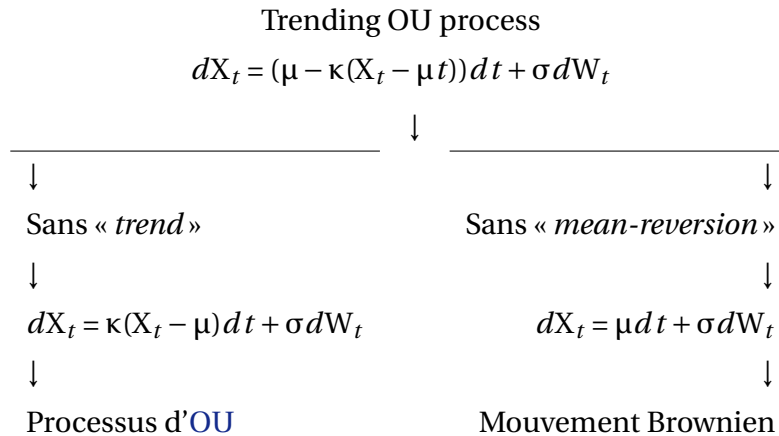 Trending OU process
dX_t = (μ − κ(X_t − μt))dt + σdW_t
↓
↓ ↓
Sans « trend » Sans « mean-reversion »
↓ ↓
dX_t = κ(X_t − μ)dt + σdW_t dX_t = μdt + σdW_t
↓ ↓
Processus d'OU Mouvement Brownien